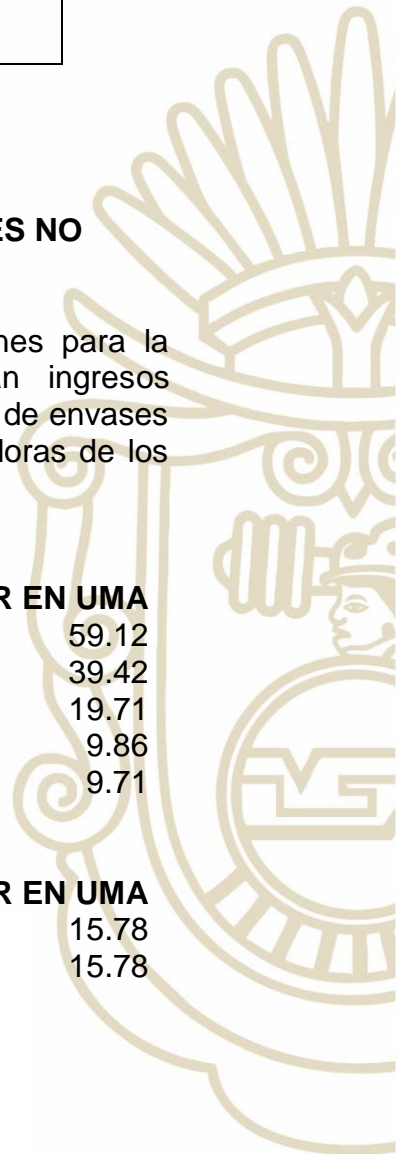 ES NO
nes para la
an ingresos
de envases
doras de los
R EN UMA
59.12
39.42
19.71
9.86
9.71
R EN UMA
15.78
15.78